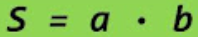 S = a · b